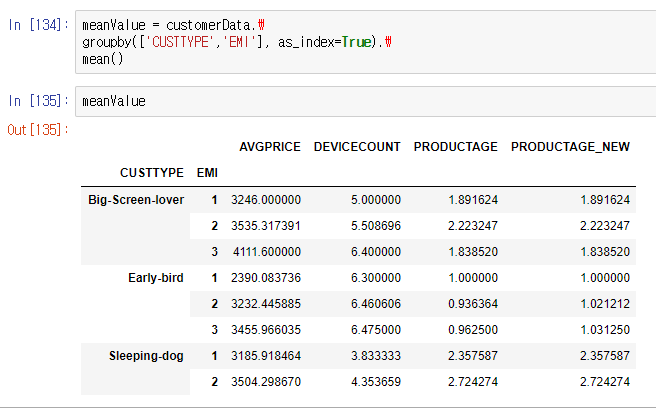 In [134]: meanValue = customerData.₩
groupby(['CUSTTYPE','EMI'], as_index=True).₩
mean()
In [135]: meanValue
Out[135]:
AVGPRICE DEVICECOUNT PRODUCTAGE PRODUCTAGE_NEW
CUSTTYPE EMI
Big-Screen-lover 1 3246.000000 5.000000 1.891624 1.891624
2 3535.317391 5.508696 2.223247 2.223247
3 4111.600000 6.400000 1.838520 1.838520
Early-bird 1 2390.083736 6.300000 1.000000 1.000000
2 3232.445885 6.460606 0.936364 1.021212
3 3455.966035 6.475000 0.962500 1.031250
Sleeping-dog 1 3185.918464 3.833333 2.357587 2.357587
2 3504.298670 4.353659 2.724274 2.724274